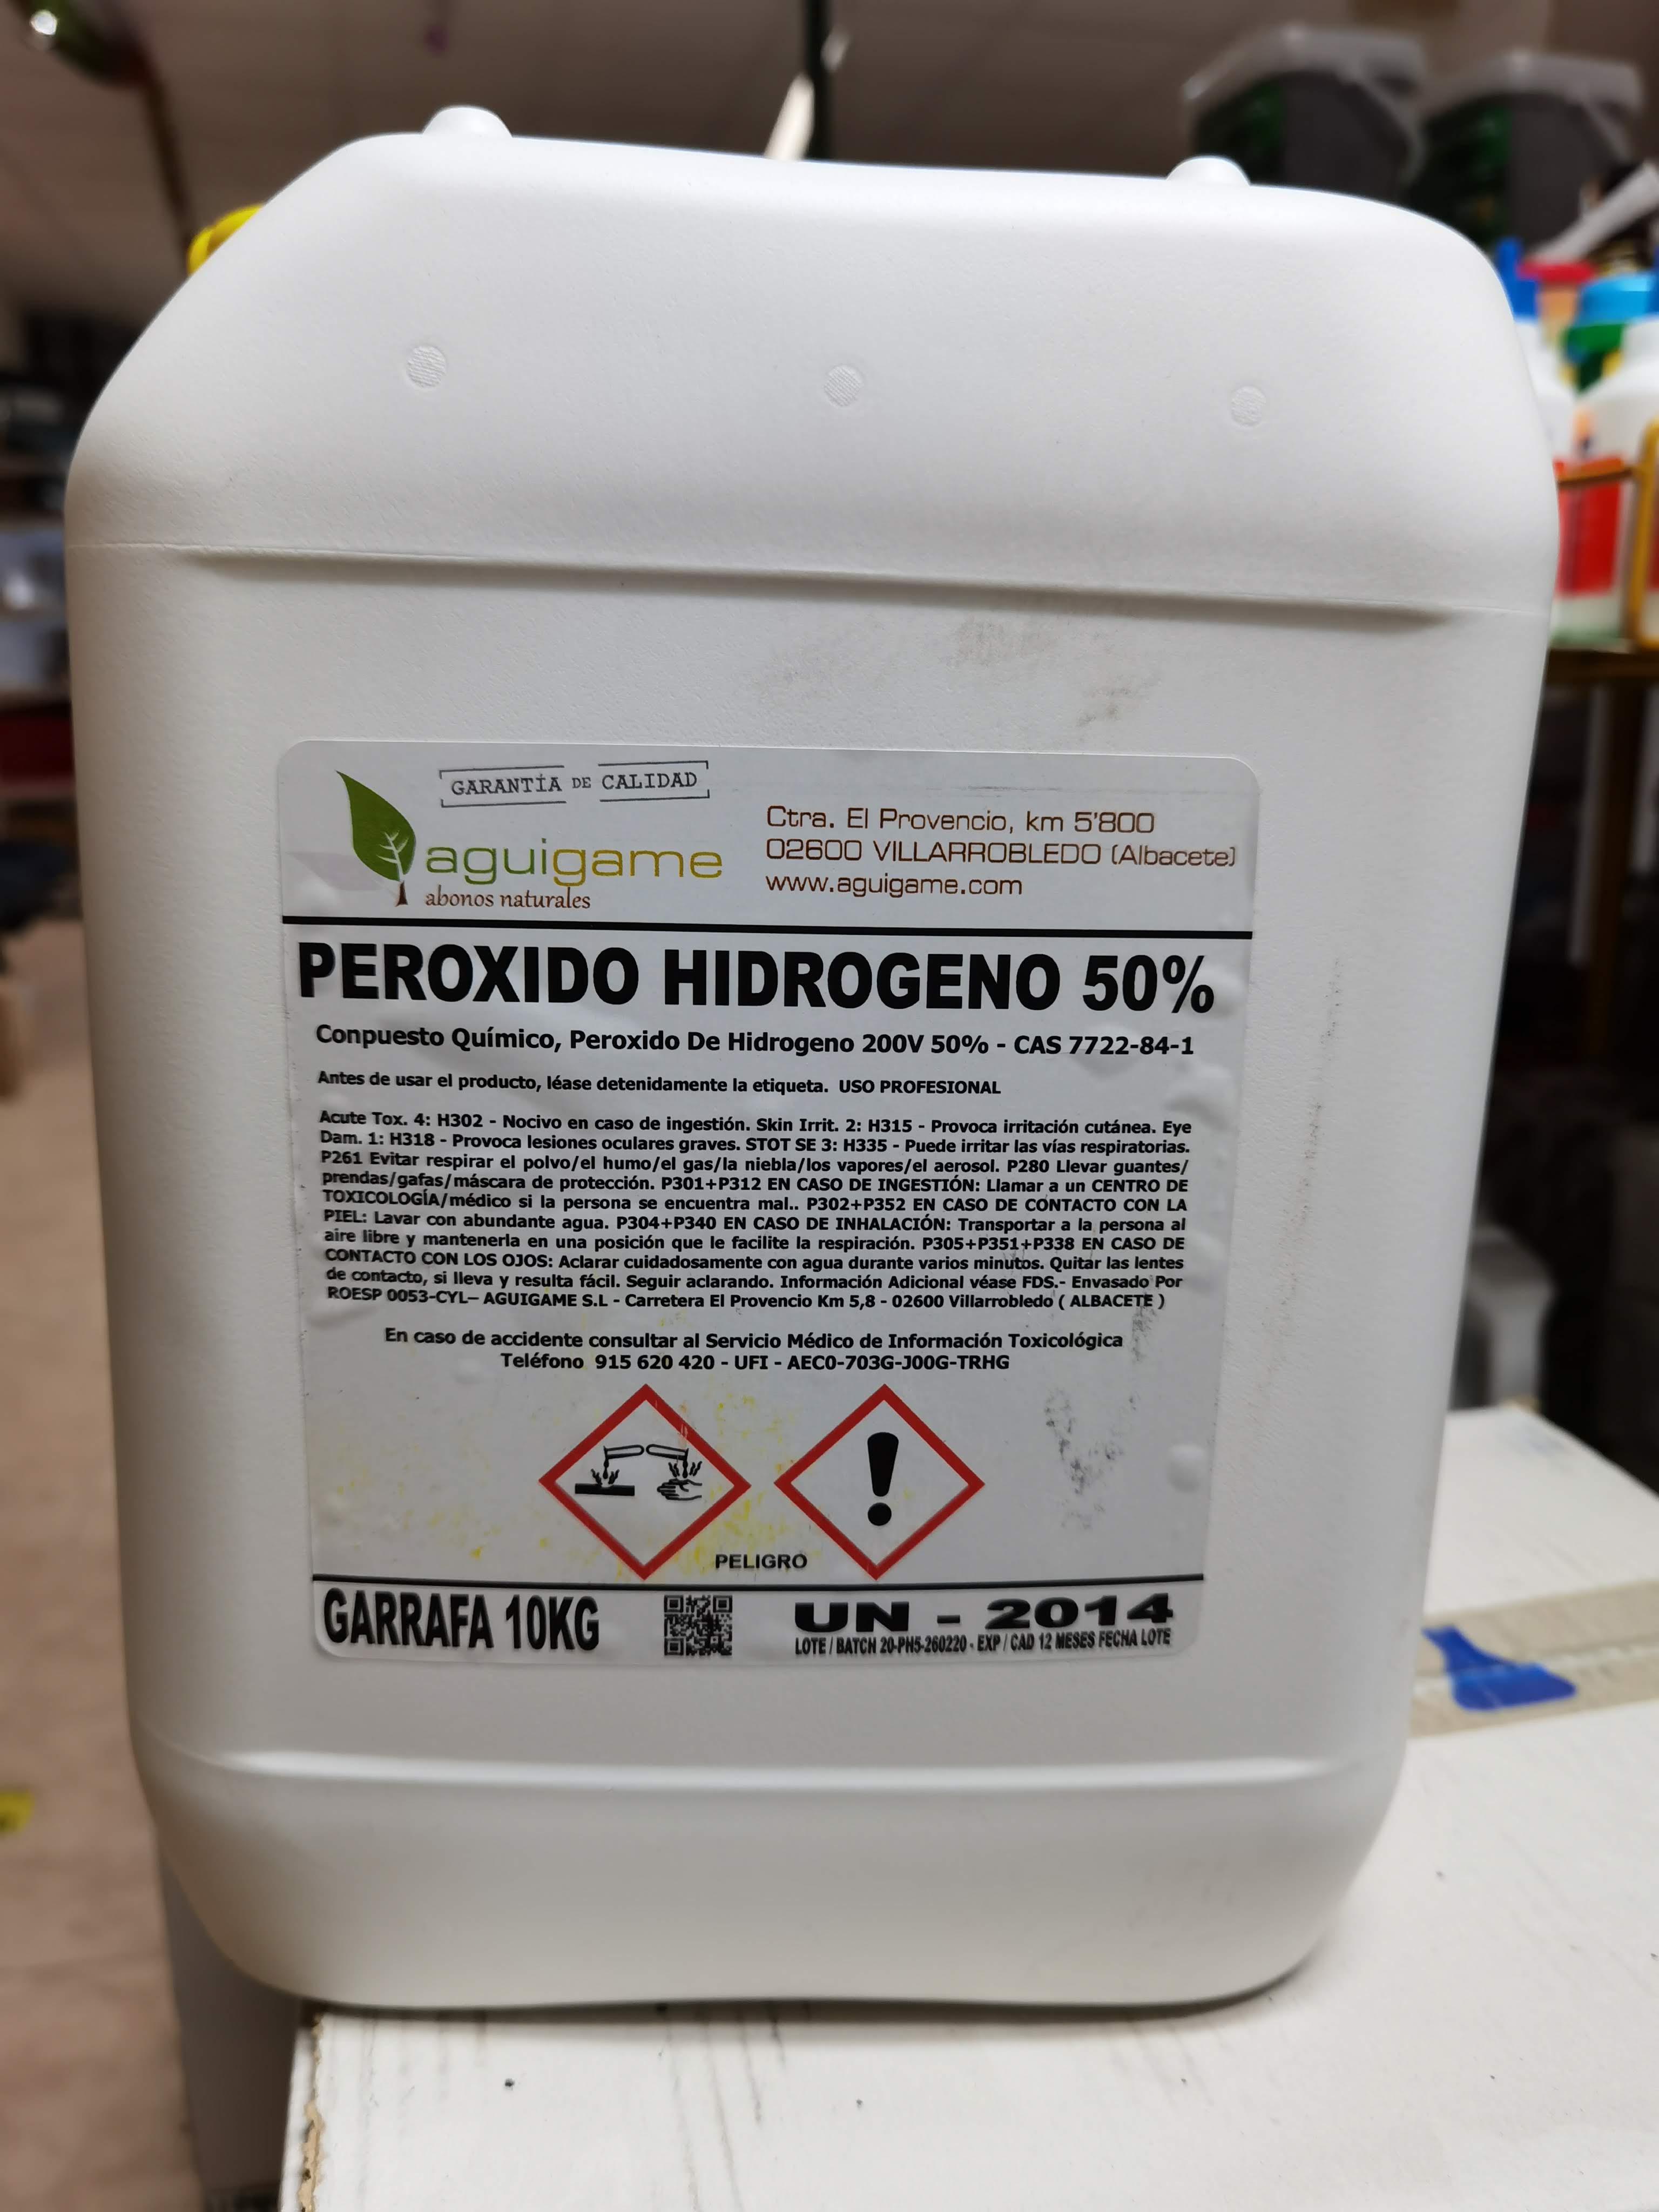 GARANTÍA DE CALIDAD
aguigame
abonos naturales
Ctra. El Provencio, km 5'800
02600 VILLARROBLEDO (Albacete)
www.aguigame.com
PEROXIDO HIDROGENO 50%
Conpuesto Químico, Peroxido De Hidrogeno 200V 50% - CAS 7722-84-1
Antes de usar el producto, léase detenidamente la etiqueta. USO PROFESIONAL
Acute Tox. 4: H302 - Nocivo en caso de ingestión. Skin Irrit. 2: H315 - Provoca irritación cutánea. Eye
Dam. 1: H318 - Provoca lesiones oculares graves. STOT SE 3: H335 - Puede irritar las vías respiratorias.
P261 Evitar respirar el polvo/el humo/el gas/la niebla/los vapores/el aerosol. P280 Llevar guantes/
prendas/gafas/máscara de protección. P301+P312 EN CASO DE INGESTIÓN: Llamar a un CENTRO DE
TOXICOLOGÍA/médico si la persona se encuentra mal.. P302+P352 EN CASO DE CONTACTO CON LA
PIEL: Lavar con abundante agua. P304+P340 EN CASO DE INHALACIÓN: Transportar a la persona al
aire libre y mantenerla en una posición que le facilite la respiración. P305+P351+P338 EN CASO DE
CONTACTO CON LOS OJOS: Aclarar cuidadosamente con agua durante varios minutos. Quitar las lentes
de contacto, si lleva y resulta fácil. Seguir aclarando. Información Adicional véase FDS.- Envasado Por
ROESP 0053-CYL– AGUIGAME S.L - Carretera El Provencio Km 5,8 - 02600 Villarrobledo ( ALBACETE )
En caso de accidente consultar al Servicio Médico de Información Toxicológica
Teléfono 915 620 420 - UFI - AEC0-703G-J00G-TRHG
PELIGRO
GARRAFA 10KG
UN - 2014
LOTE / BATCH 20-PH5-260220 - EXP / CAD 12 MESES FECHA LOTE